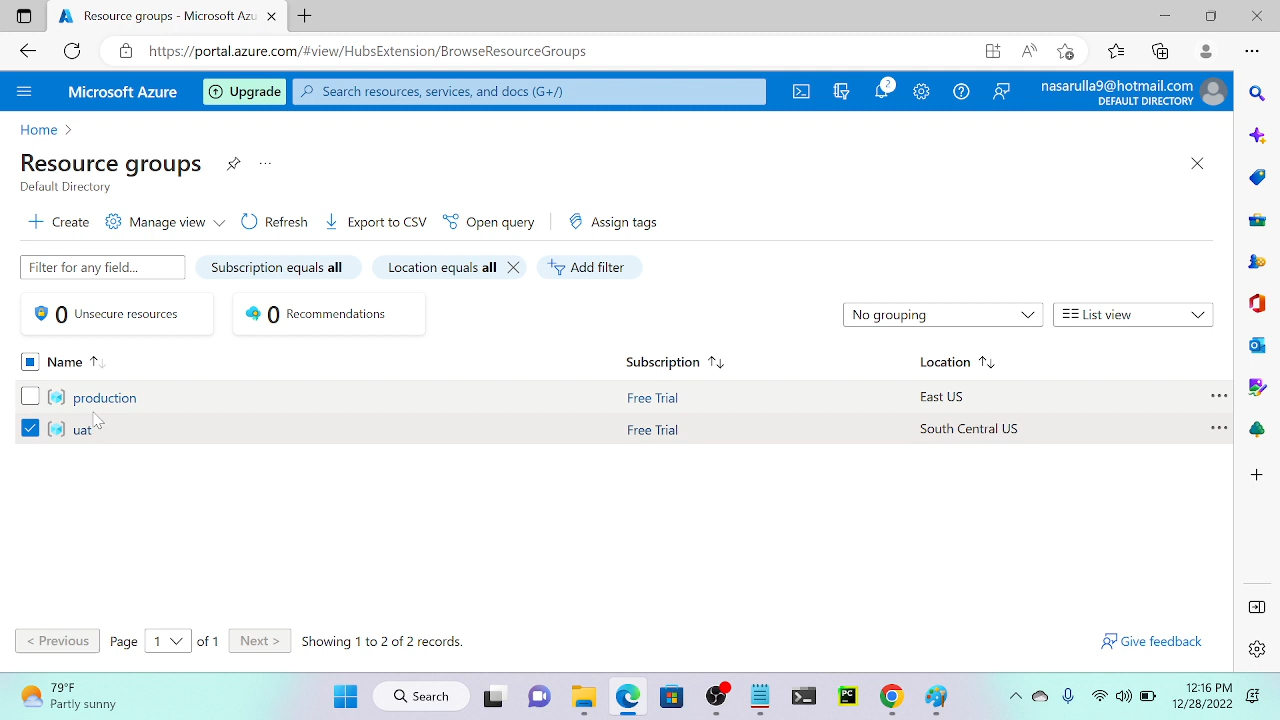 Resource groups - Microsoft Azu
https://portal.azure.com/#view/HubsExtension/BrowseResourceGroups
Microsoft Azure Upgrade Search resources, services, and docs (G+/) 2 nasarulla9@hotmail.com
DEFAULT DIRECTORY
Home >
Resource groups ...
Default Directory
+ Create Manage view Refresh Export to CSV Open query Assign tags
Filter for any field... Subscription equals all Location equals all Add filter
0 Unsecure resources 0 Recommendations No grouping List view
Name Subscription Location
production Free Trial East US
uat Free Trial South Central US
< Previous Page 1 of 1 Next > Showing 1 to 2 of 2 records. Give feedback
79°F
Partly sunny
Search
PC
12:16 PM
12/28/2022